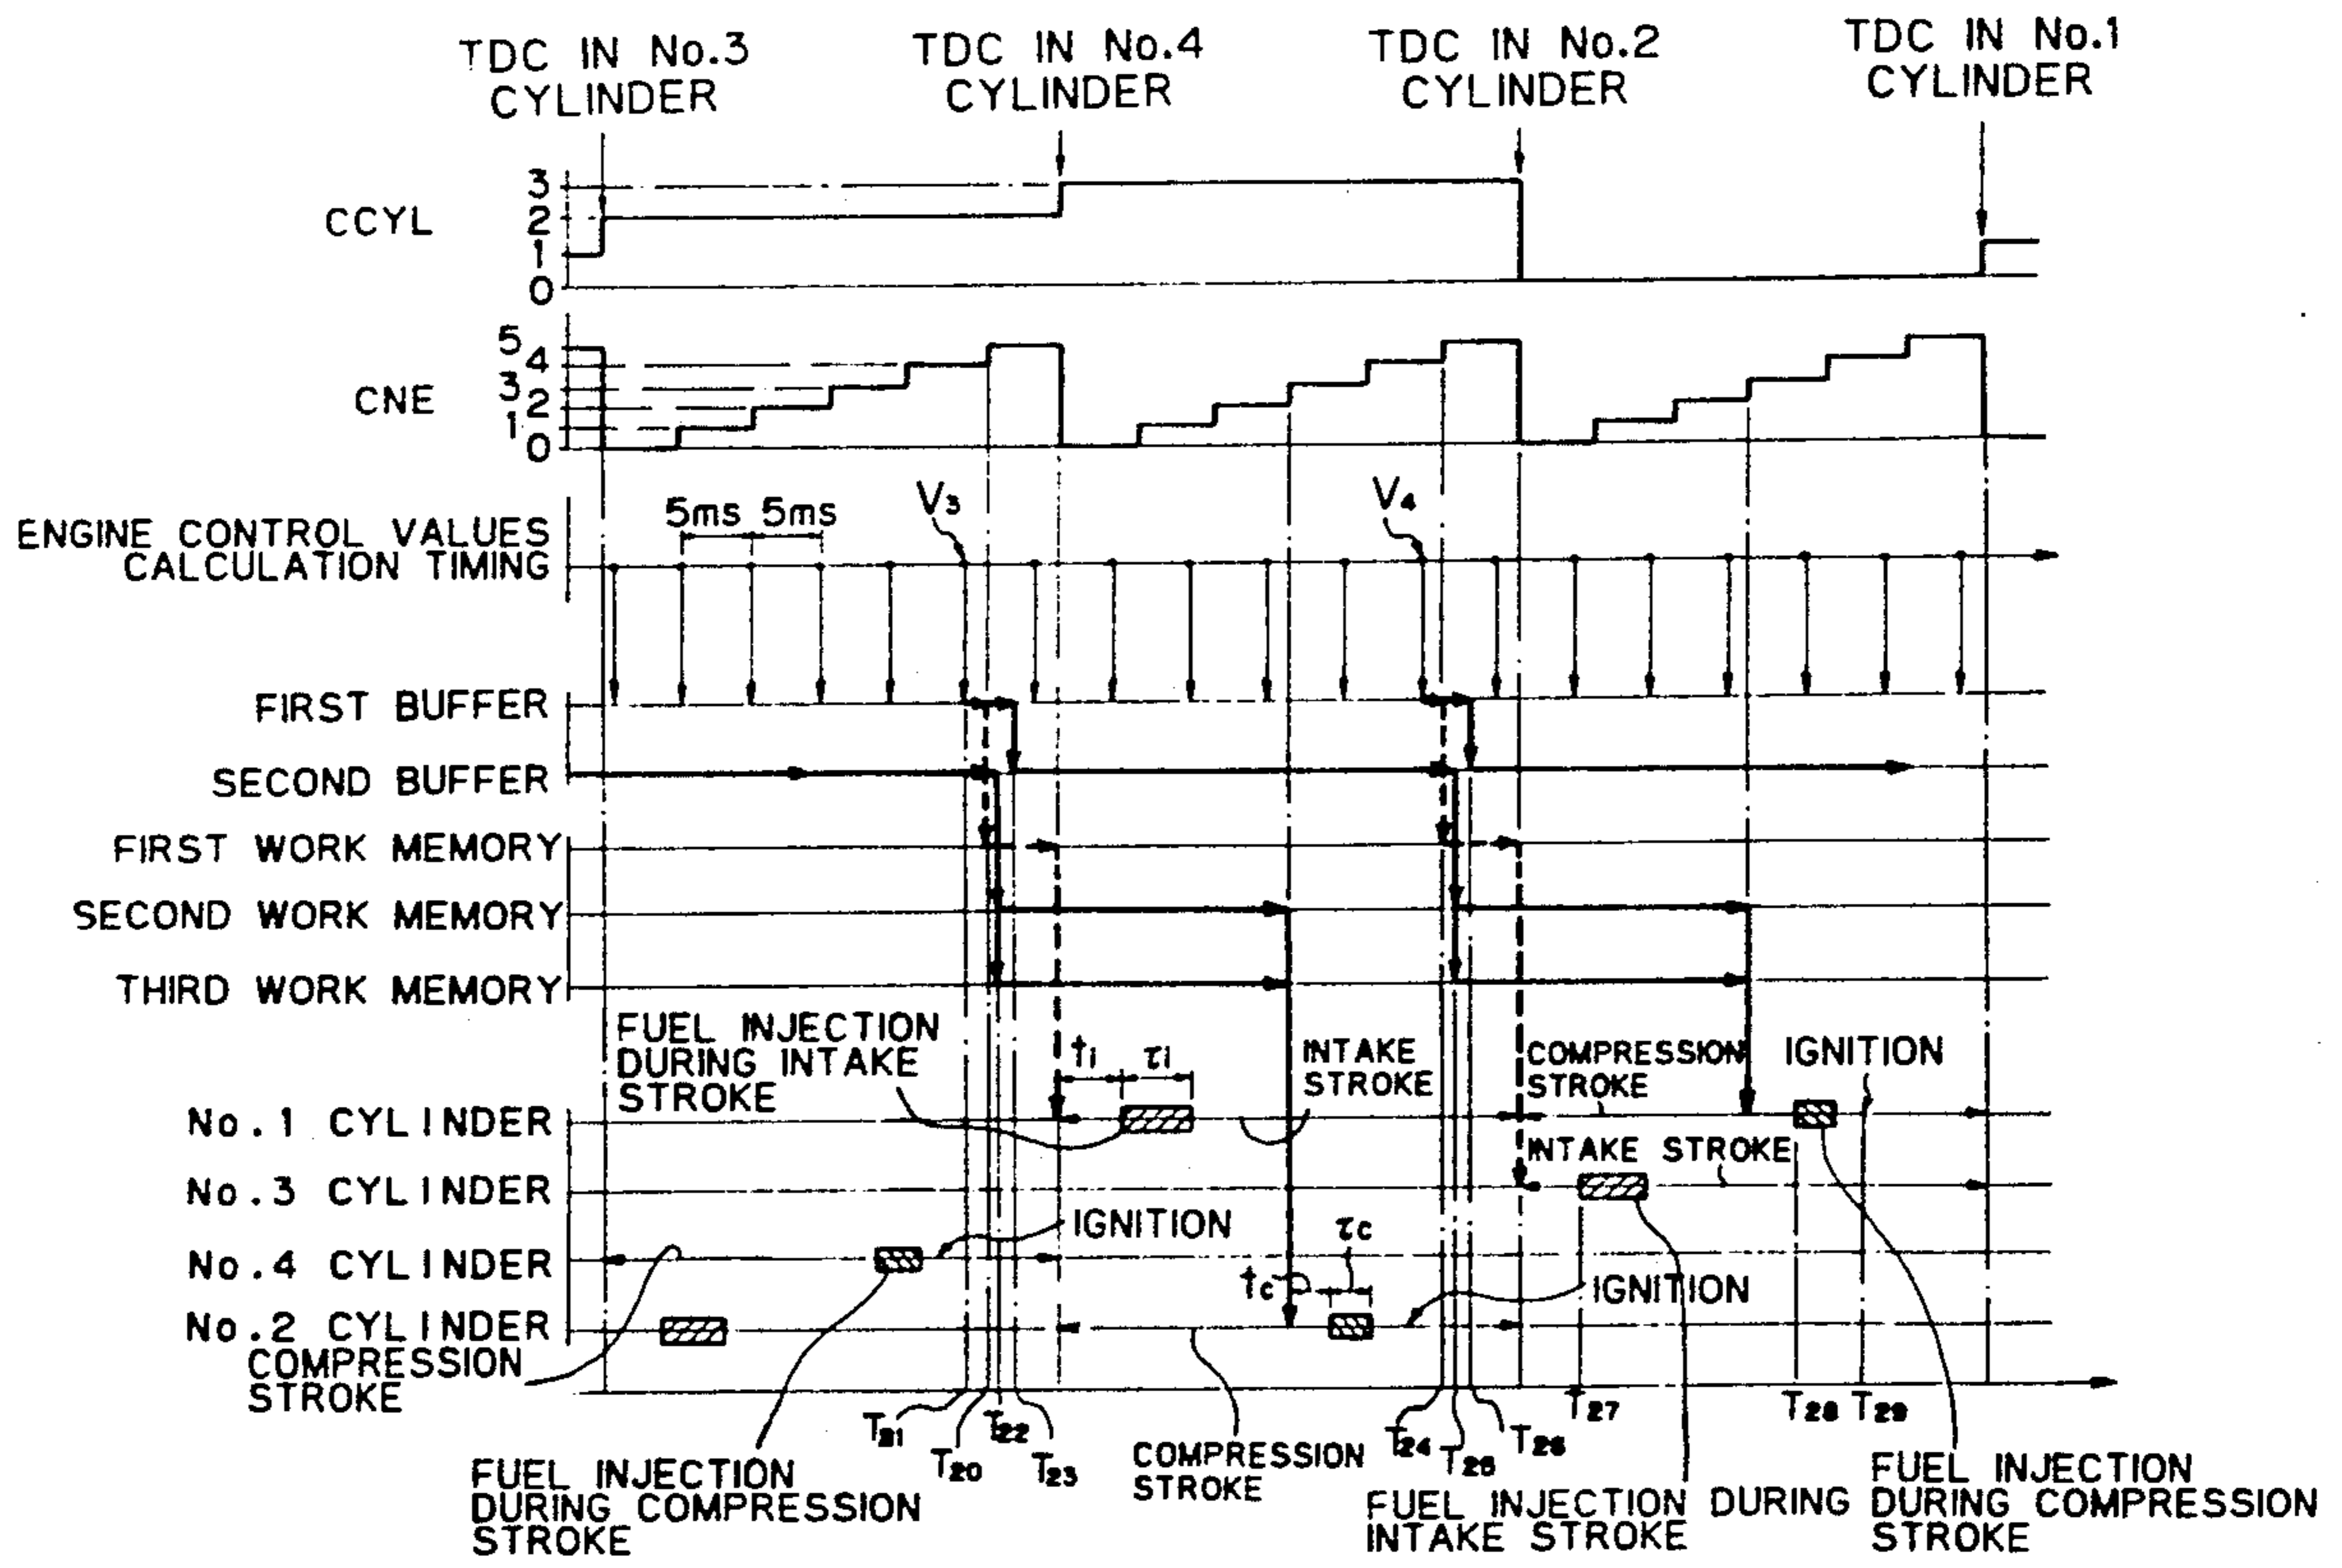 TDC IN No.3
CYLINDER
TDC IN No.4
CYLINDER
TDC IN No.2
CYLINDER
TDC IN No.1
CYLINDER
CCYL
3
2
1
0
CNE
5
4
3
2
1
0
ENGINE CONTROL VALUES
CALCULATION TIMING
5ms 5ms
V3
V4
FIRST BUFFER
SECOND BUFFER
FIRST WORK MEMORY
SECOND WORK MEMORY
THIRD WORK MEMORY
FUEL INJECTION
DURING INTAKE
STROKE
ti
τi
INTAKE
STROKE
COMPRESSION
STROKE
IGNITION
No.1 CYLINDER
INTAKE STROKE
No.3 CYLINDER
IGNITION
No.4 CYLINDER
τc
tc
IGNITION
No.2 CYLINDER
COMPRESSION
STROKE
T21
T20
T22
T23
T24
T25
T26
T27
T28
T29
COMPRESSION
STROKE
FUEL INJECTION
DURING COMPRESSION
STROKE
FUEL INJECTION DURING
INTAKE STROKE
FUEL INJECTION
DURING COMPRESSION
STROKE